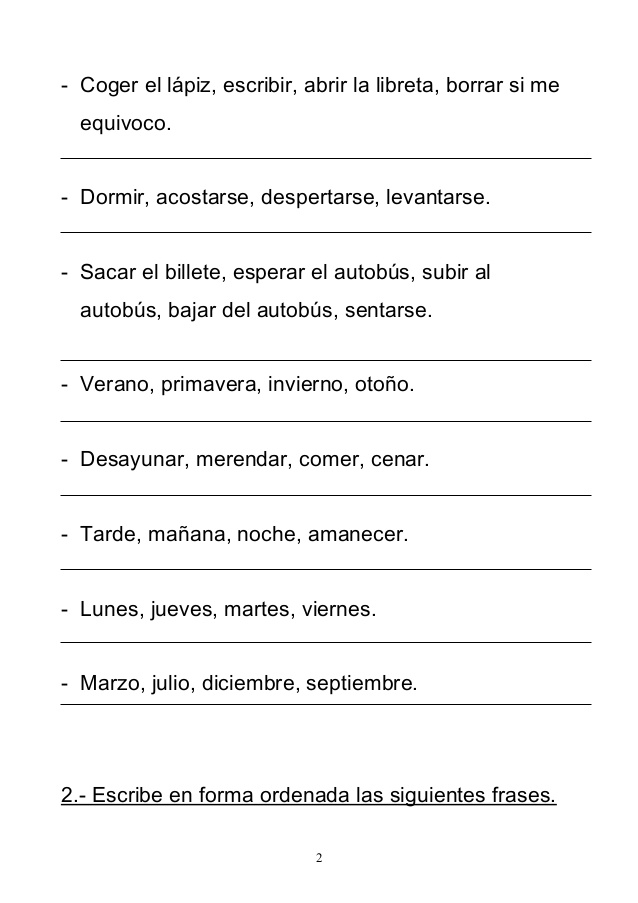 - Coger el lápiz, escribir, abrir la libreta, borrar si me
equivoco.
- Dormir, acostarse, despertarse, levantarse.
- Sacar el billete, esperar el autobús, subir al
autobús, bajar del autobús, sentarse.
- Verano, primavera, invierno, otoño.
- Desayunar, merendar, comer, cenar.
- Tarde, mañana, noche, amanecer.
- Lunes, jueves, martes, viernes.
- Marzo, julio, diciembre, septiembre.
2.- Escribe en forma ordenada las siguientes frases.
2